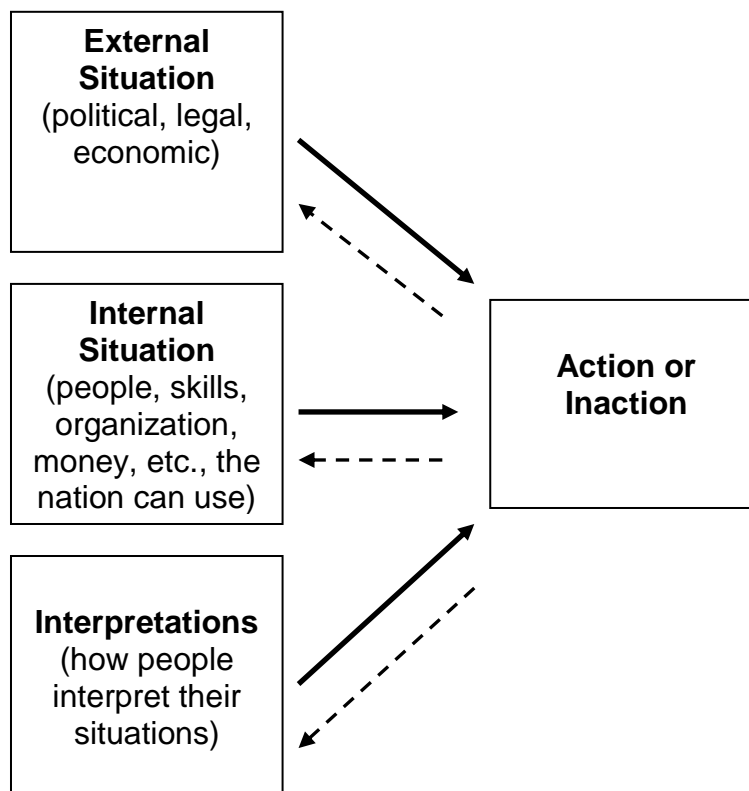 External
Situation
(political, legal,
economic)
Internal
Situation
(people, skills,
organization,
money, etc., the
nation can use)
Action or
Inaction
Interpretations
(how people
interpret their
situations)